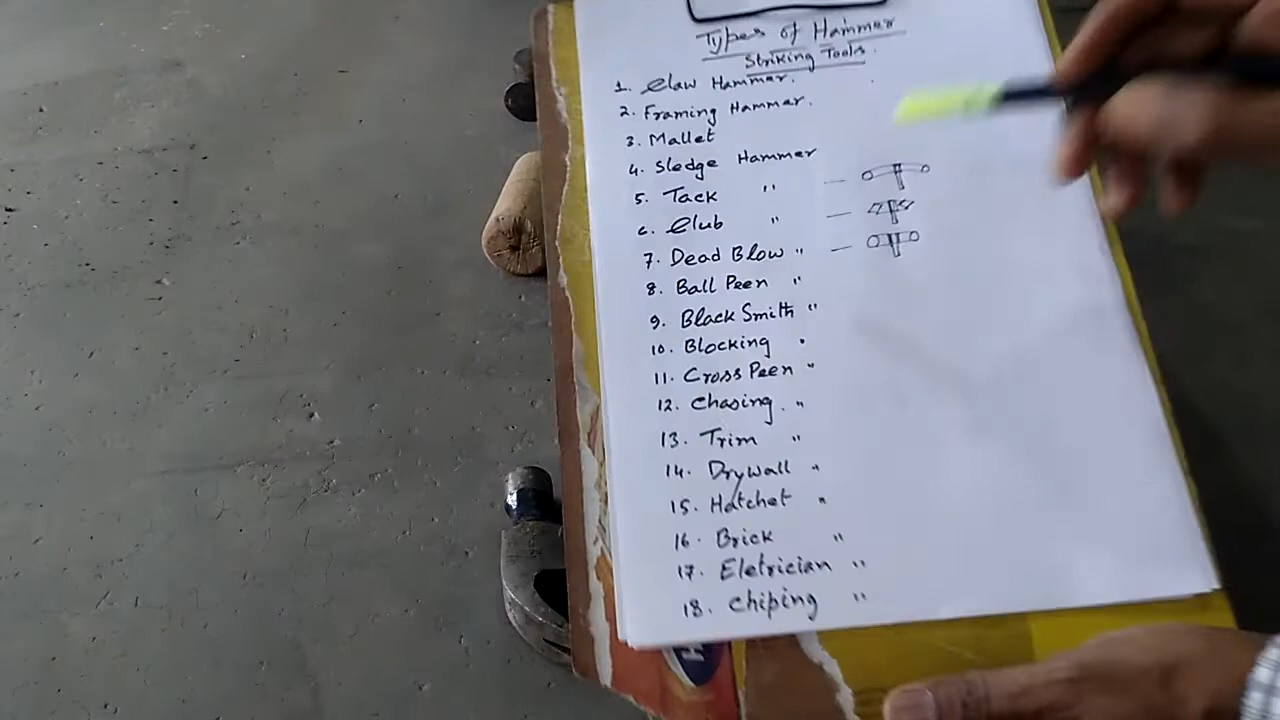 Types of Hammer
Striking Tools.
1. Claw Hammer.
2. Framing Hammer.
3. Mallet
4. Sledge Hammer
5. Tack "
6. Club "
7. Dead Blow "
8. Ball Peen "
9. Black Smith "
10. Blocking "
11. Cross Peen "
12. Chasing. "
13. Trim "
14. Drywall "
15. Hatchet "
16. Brick "
17. Eletrician "
18. Chiping "